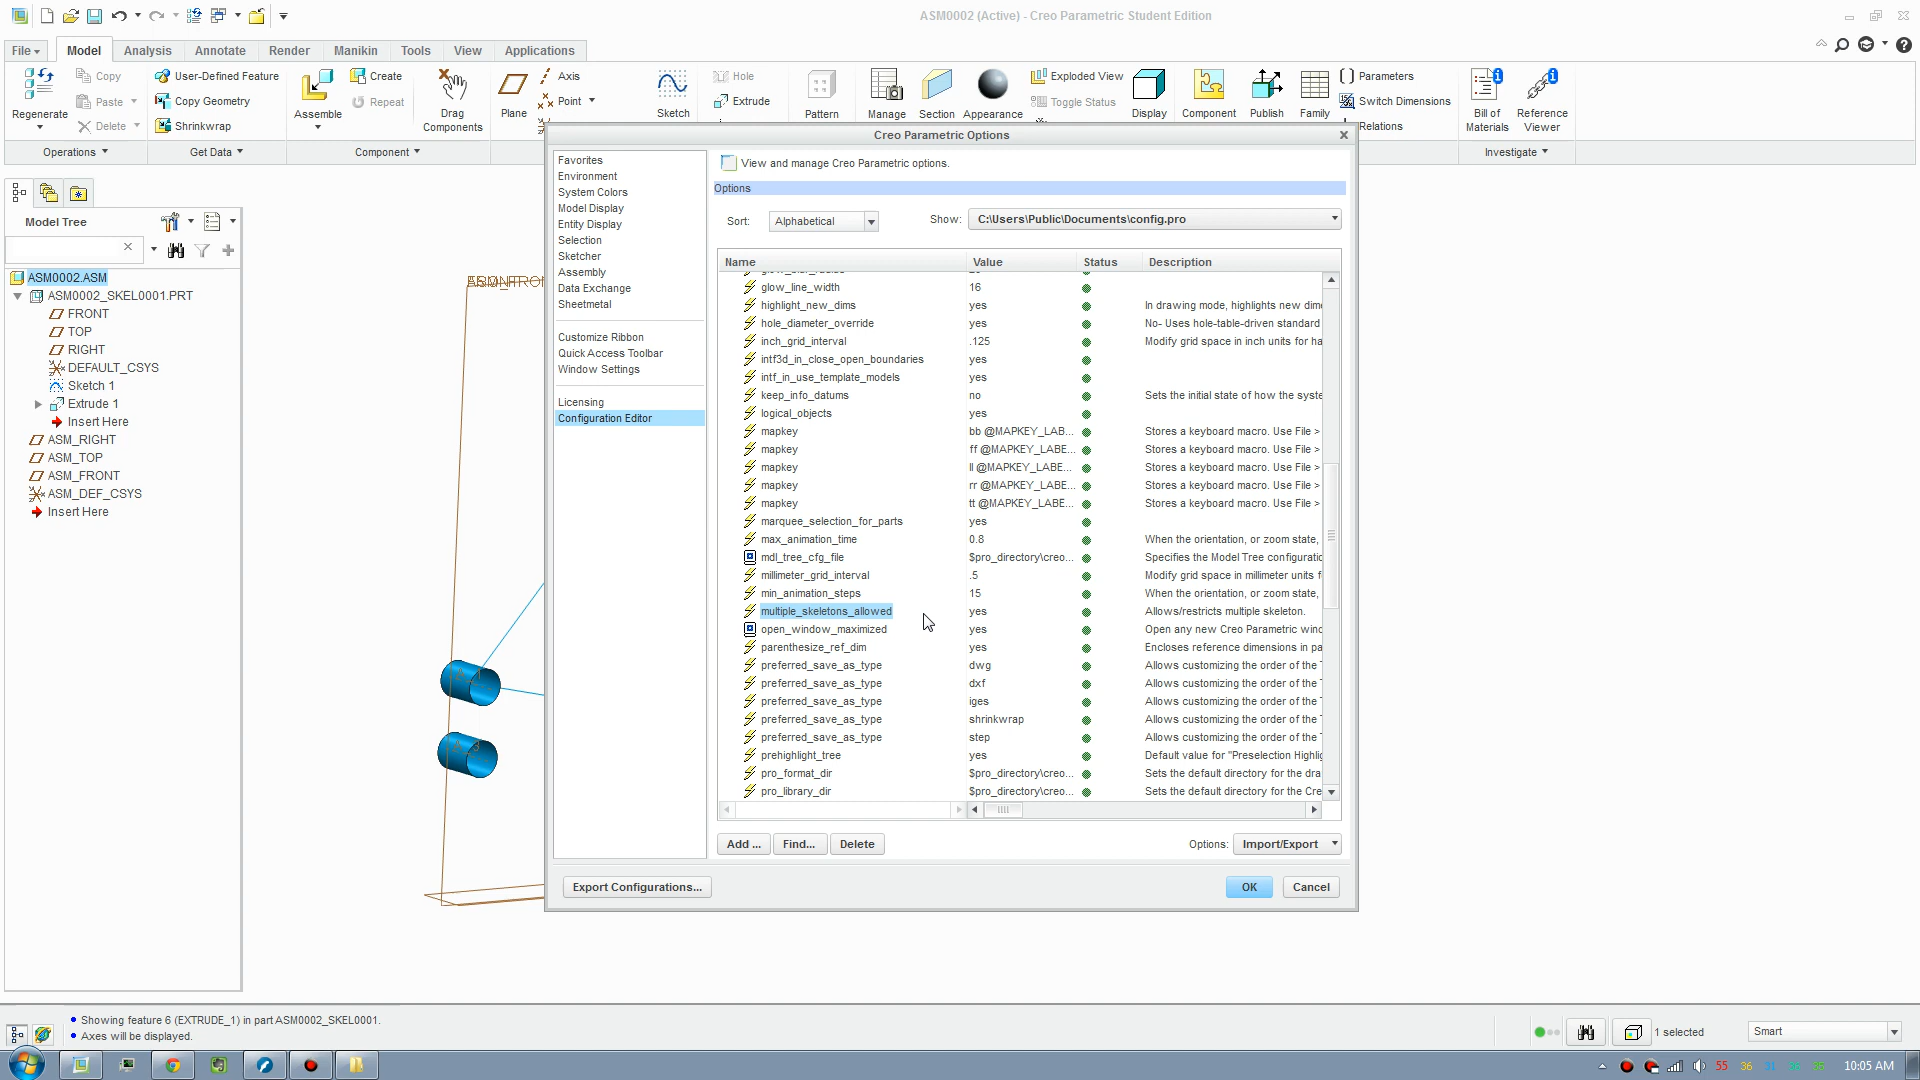 ASM0002 (Active) - Creo Parametric Student Edition
File
Model
Analysis
Annotate
Render
Manikin
Tools
View
Applications
Regenerate
Copy
Paste
Delete
Operations
User-Defined Feature
Copy Geometry
Shrinkwrap
Get Data
Assemble
Create
Repeat
Drag
Components
Component
Plane
Axis
Point
Sketch
Hole
Extrude
Pattern
Manage
Section
Appearance
Exploded View
Toggle Status
Display
Component
Publish
Family
Parameters
Switch Dimensions
Relations
Bill of
Materials
Reference
Viewer
Investigate
Model Tree
ASM0002.ASM
ASM0002_SKEL0001.PRT
FRONT
TOP
RIGHT
DEFAULT_CSYS
Sketch 1
Extrude 1
Insert Here
ASM_RIGHT
ASM_TOP
ASM_FRONT
ASM_DEF_CSYS
Insert Here
Creo Parametric Options
Favorites
Environment
System Colors
Model Display
Entity Display
Selection
Sketcher
Assembly
Data Exchange
Sheetmetal
Customize Ribbon
Quick Access Toolbar
Window Settings
Licensing
Configuration Editor
View and manage Creo Parametric options.
Options
Sort: Alphabetical Show: C:\Users\Public\Documents\config.pro
Name Value Status Description
glow_line_width 16
highlight_new_dims yes In drawing mode, highlights new dim
hole_diameter_override yes No- Uses hole-table-driven standard
inch_grid_interval .125 Modify grid space in inch units for ha
intf3d_in_close_open_boundaries yes
intf_in_use_template_models yes
keep_info_datums no Sets the initial state of how the syste
logical_objects yes
mapkey bb @MAPKEY_LAB... Stores a keyboard macro. Use File >
mapkey ff @MAPKEY_LABE... Stores a keyboard macro. Use File >
mapkey ll @MAPKEY_LABE... Stores a keyboard macro. Use File >
mapkey rr @MAPKEY_LABE... Stores a keyboard macro. Use File >
mapkey tt @MAPKEY_LABE... Stores a keyboard macro. Use File >
marquee_selection_for_parts yes
max_animation_time 0.8 When the orientation, or zoom state,
mdl_tree_cfg_file $pro_directory\creo... Specifies the Model Tree configuratio
millimeter_grid_interval .5 Modify grid space in millimeter units f
min_animation_steps 15 When the orientation, or zoom state,
multiple_skeletons_allowed yes Allows/restricts multiple skeleton.
open_window_maximized yes Open any new Creo Parametric winc
parenthesize_ref_dim yes Encloses reference dimensions in pa
preferred_save_as_type dwg Allows customizing the order of the T
preferred_save_as_type dxf Allows customizing the order of the T
preferred_save_as_type iges Allows customizing the order of the T
preferred_save_as_type shrinkwrap Allows customizing the order of the T
preferred_save_as_type step Allows customizing the order of the T
prehighlight_tree yes Default value for "Preselection Highlig
pro_format_dir $pro_directory\creo... Sets the default directory for the dra
pro_library_dir $pro_directory\creo... Sets the default directory for the Cre
Add ... Find... Delete Options: Import/Export
Export Configurations... OK Cancel
Showing feature 6 (EXTRUDE_1) in part ASM0002_SKEL0001.
Axes will be displayed.
1 selected Smart
55 36 10:05 AM